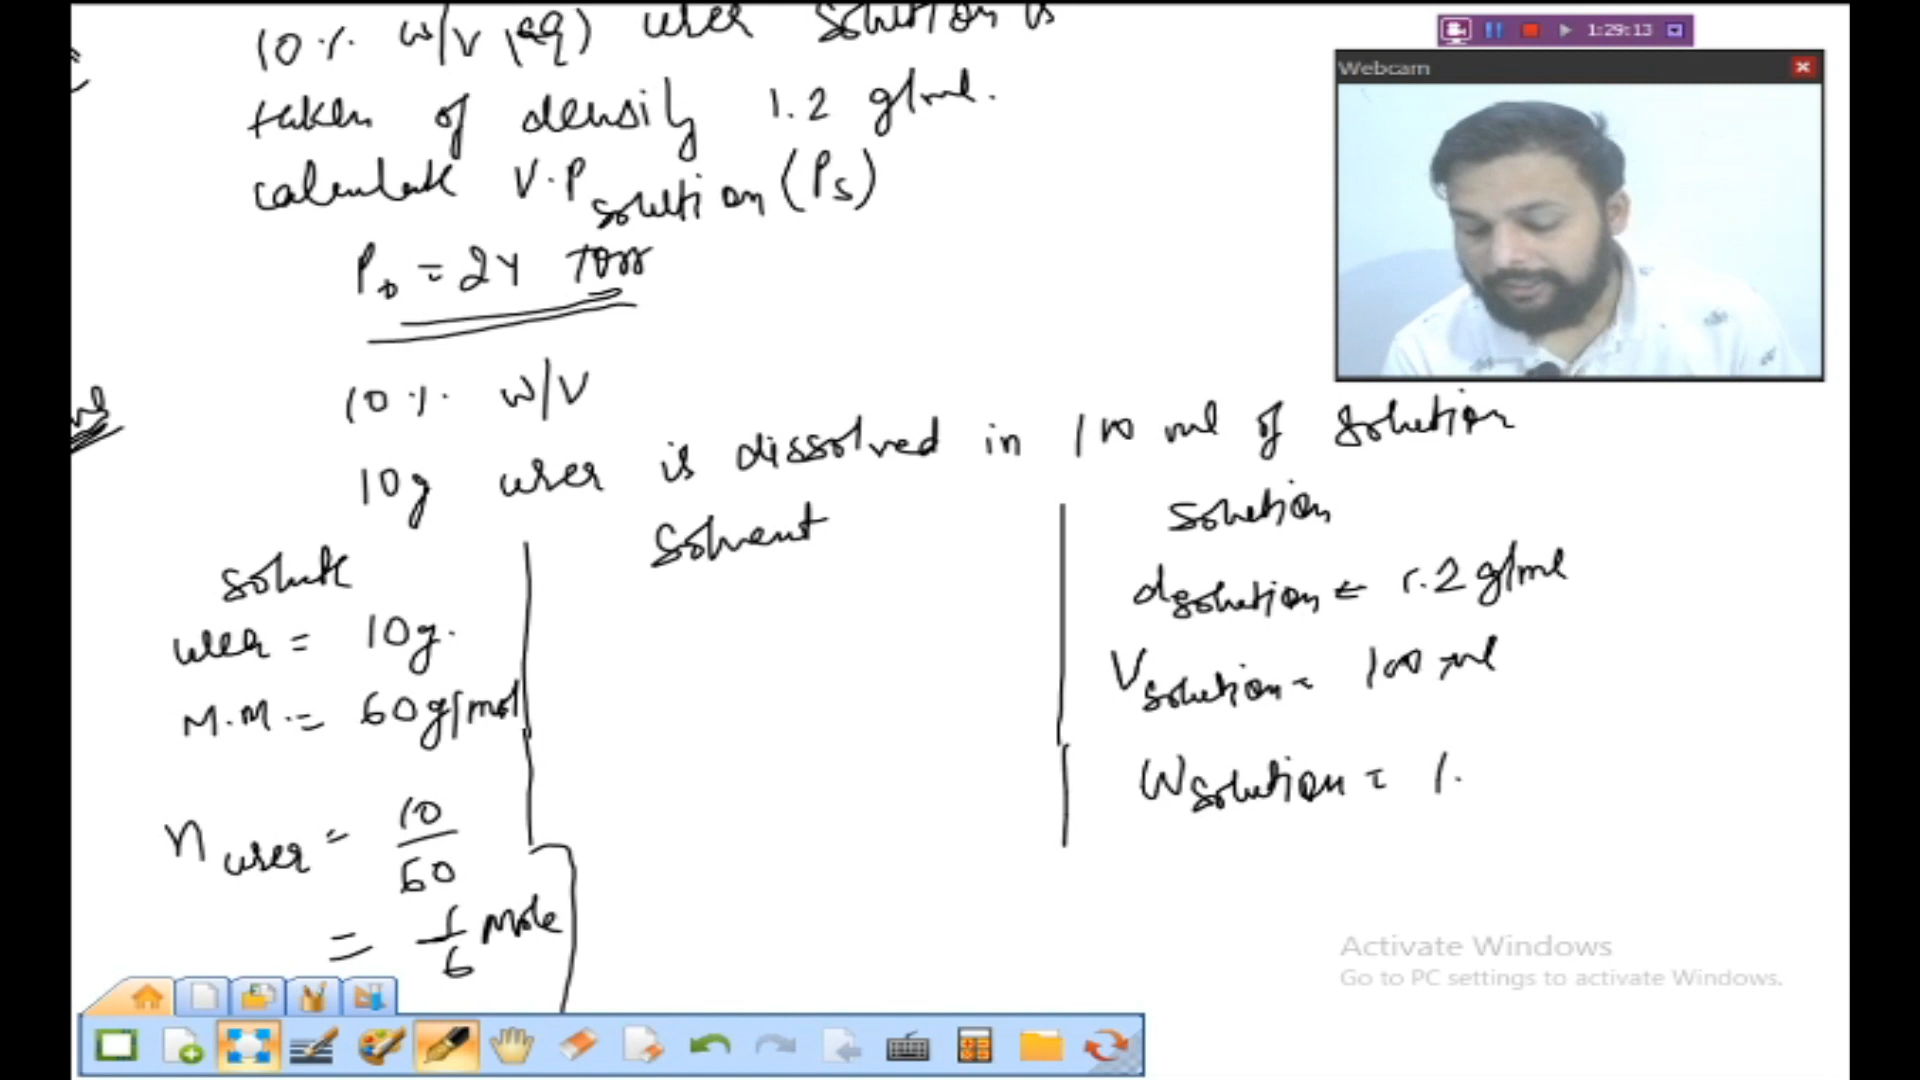 10% w/v (aq) urea solution is
taken of density 1.2 g/ml.
calculate V.P solution (Ps)
P0 = 24 torr
10% w/v
10g urea is dissolved in 100 ml of solution
solute
urea = 10g.
M.M. = 60g/mol
n urea = 10/60
= 1/6 mole
Solvent
solution
d solution = 1.2 g/ml
V solution = 100 ml
W solution = 1.
1:29:13
Webcam
Activate Windows
Go to PC settings to activate Windows.